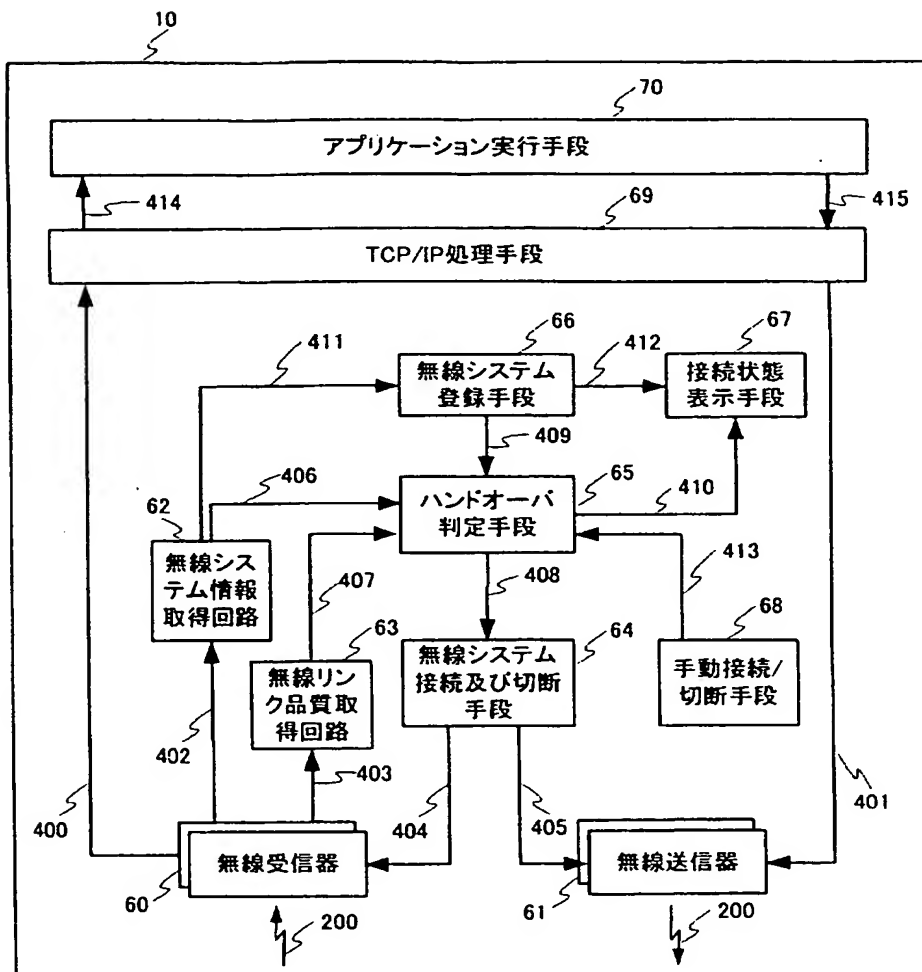 10
70
アプリケーション実行手段
414
69
415
TCP/IP処理手段
411
66
412
67
無線システム
登録手段
接続状態
表示手段
409
406
65
410
62
ハンドオーバ
判定手段
無線シス
テム情報
取得回路
407
408
413
63
64
68
無線リン
ク品質取
得回路
無線システム
接続及び切断
手段
手動接続/
切断手段
402
403
400
404
405
401
無線受信器
無線送信器
60
61
200
200